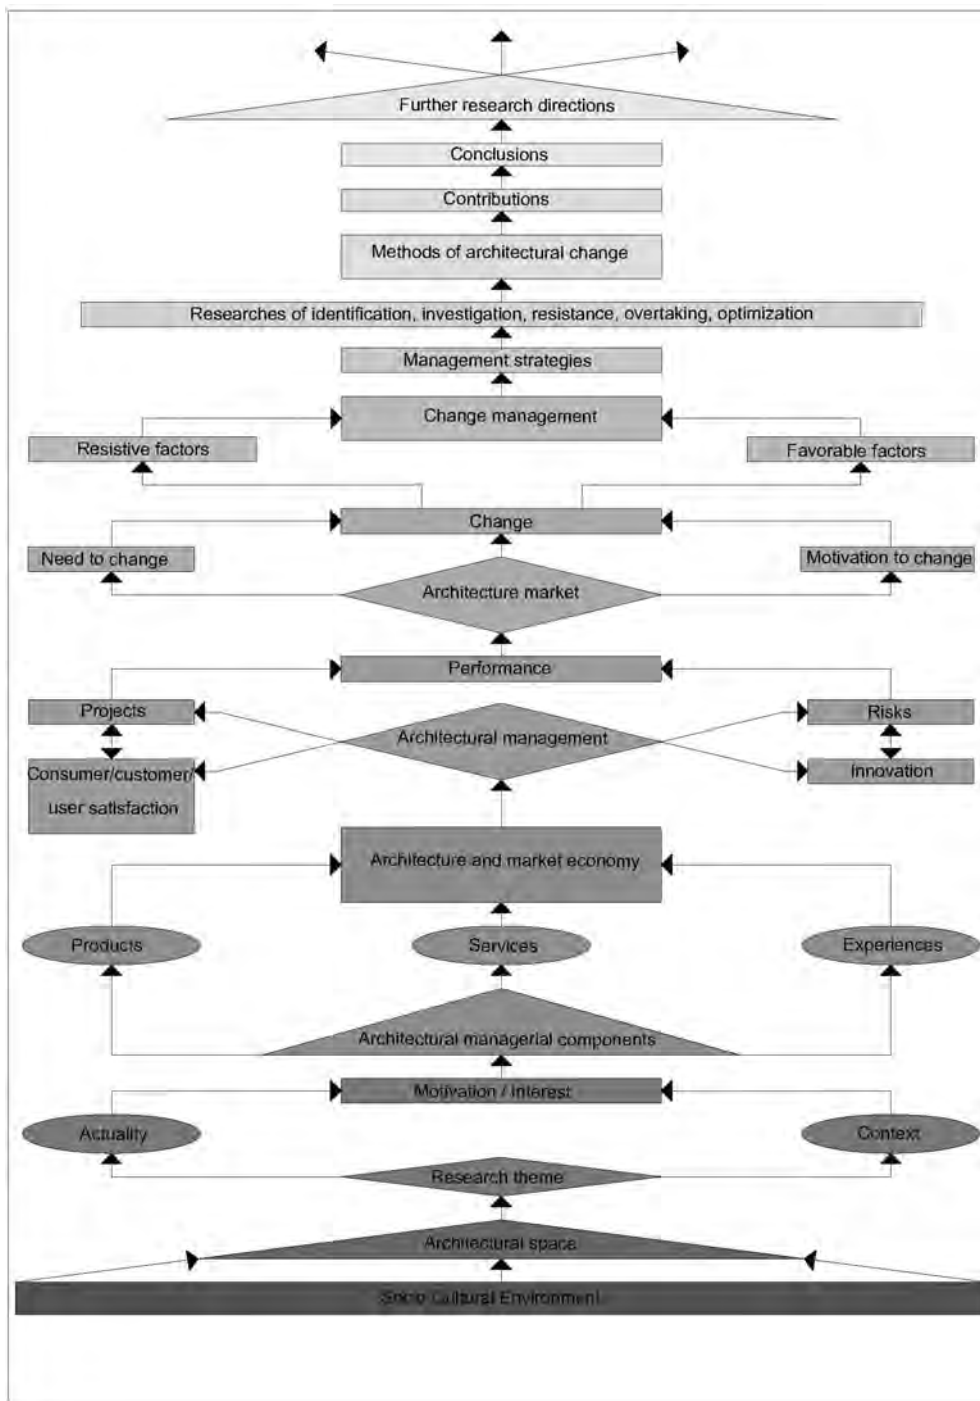 Further research directions
Conclusions
Contributions
Methods of architectural change
Researches of identification, investigation, resistance, overtaking, optimization
Management strategies
Change management
Resistive factors
Favorable factors
Change
Need to change
Motivation to change
Architecture market
Performance
Projects
Risks
Architectural management
Consumer/customer/
user satisfaction
Innovation
Architecture and market economy
Products
Services
Experiences
Architectural managerial components
Motivation / Interest
Actuality
Context
Research theme
Architectural space
Socio Cultural Environment